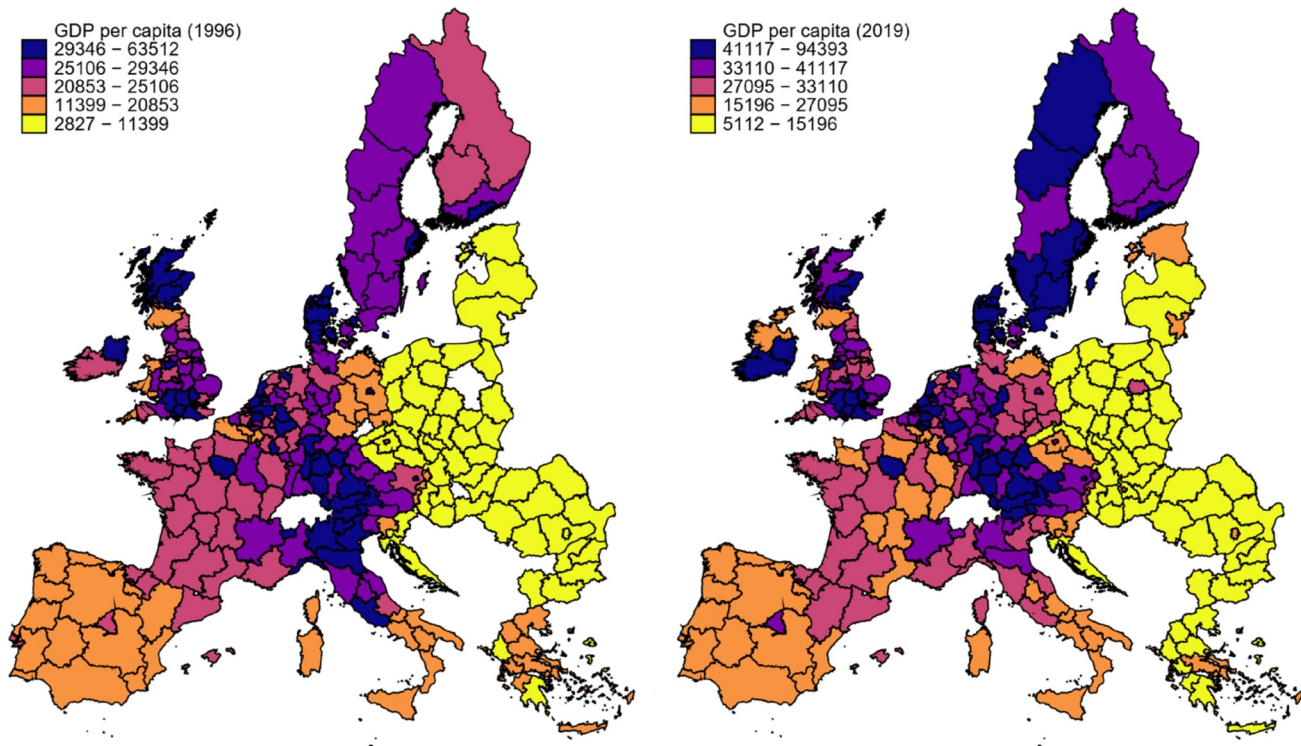 GDP per capita (1996)
29346 − 63512
25106 − 29346
20853 − 25106
11399 − 20853
2827 − 11399
GDP per capita (2019)
41117 − 94393
33110 − 41117
27095 − 33110
15196 − 27095
5112 − 15196